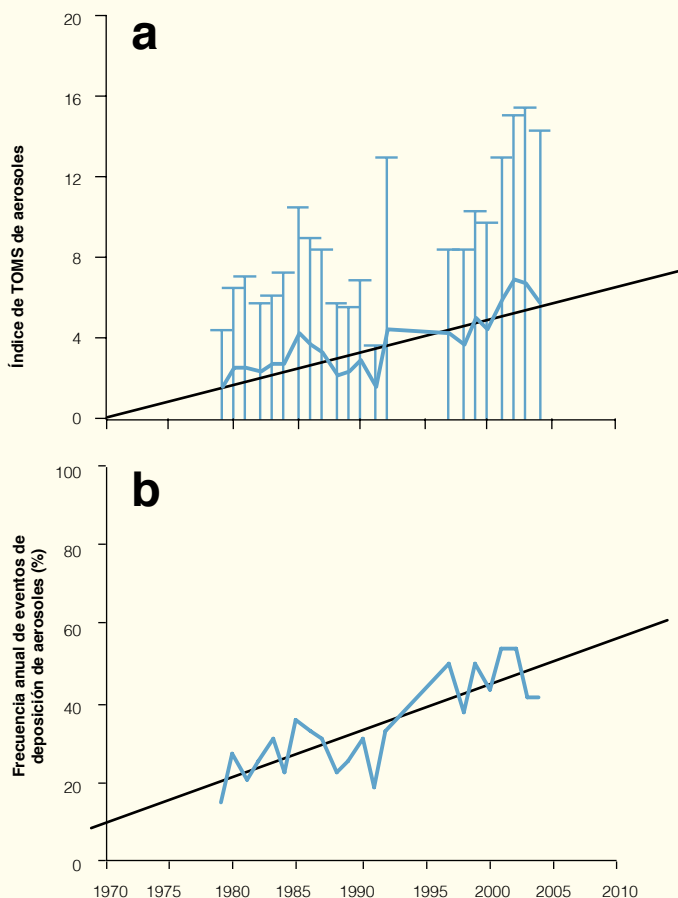 a
20
16
12
8
4
0
Índice de TOMS de aerosoles
b
100
80
60
40
20
0
Frecuencia anual de eventos de
deposición de aerosoles (%)
1970 1975 1980 1985 1990 1995 2000 2005 2010